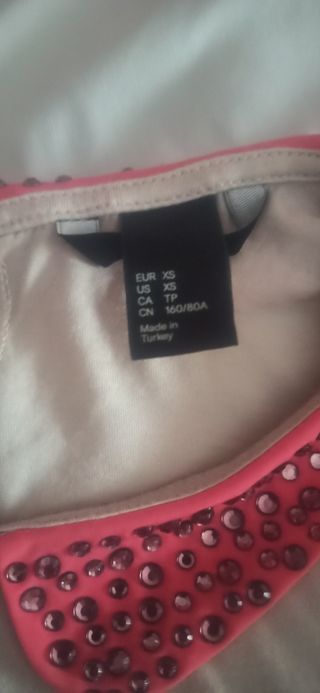 EUR XS
US XS
CA TP
CN 160/80A
Made in
Turkey